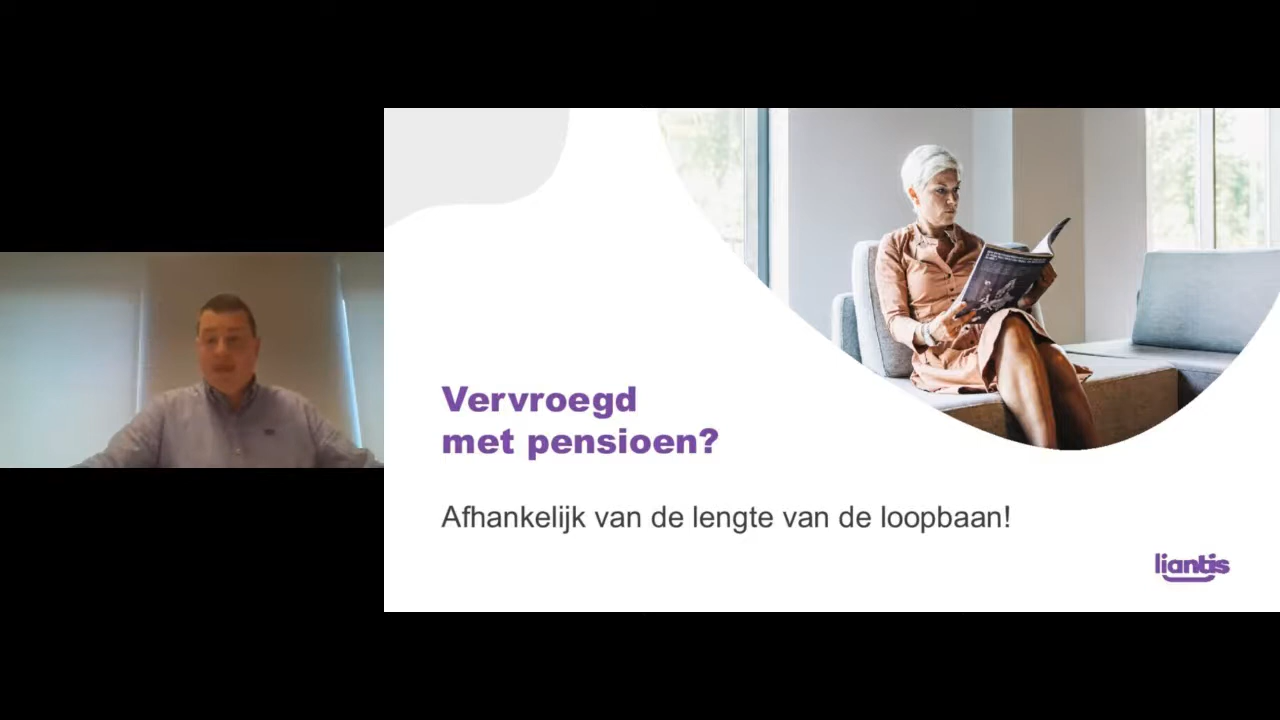 Vervroegd
met pensioen?
Afhankelijk van de lengte van de loopbaan!
liantis